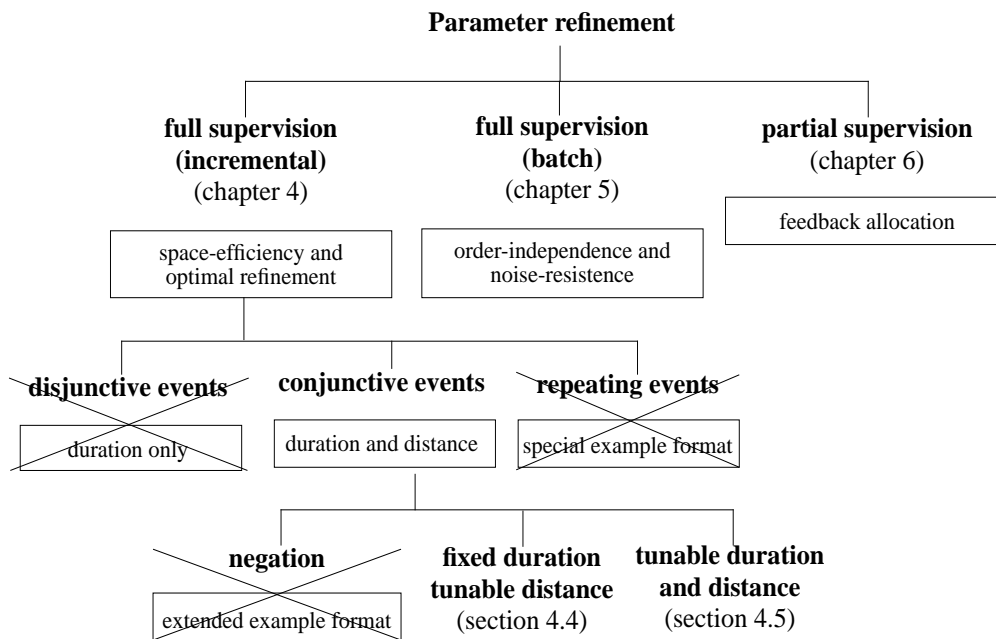 Parameter refinement
full supervision
(incremental)
(chapter 4)
full supervision
(batch)
(chapter 5)
partial supervision
(chapter 6)
space-efficiency and
optimal refinement
order-independence and
noise-resistence
feedback allocation
disjunctive events
duration only
conjunctive events
duration and distance
repeating events
special example format
negation
extended example format
fixed duration
tunable distance
(section 4.4)
tunable duration
and distance
(section 4.5)